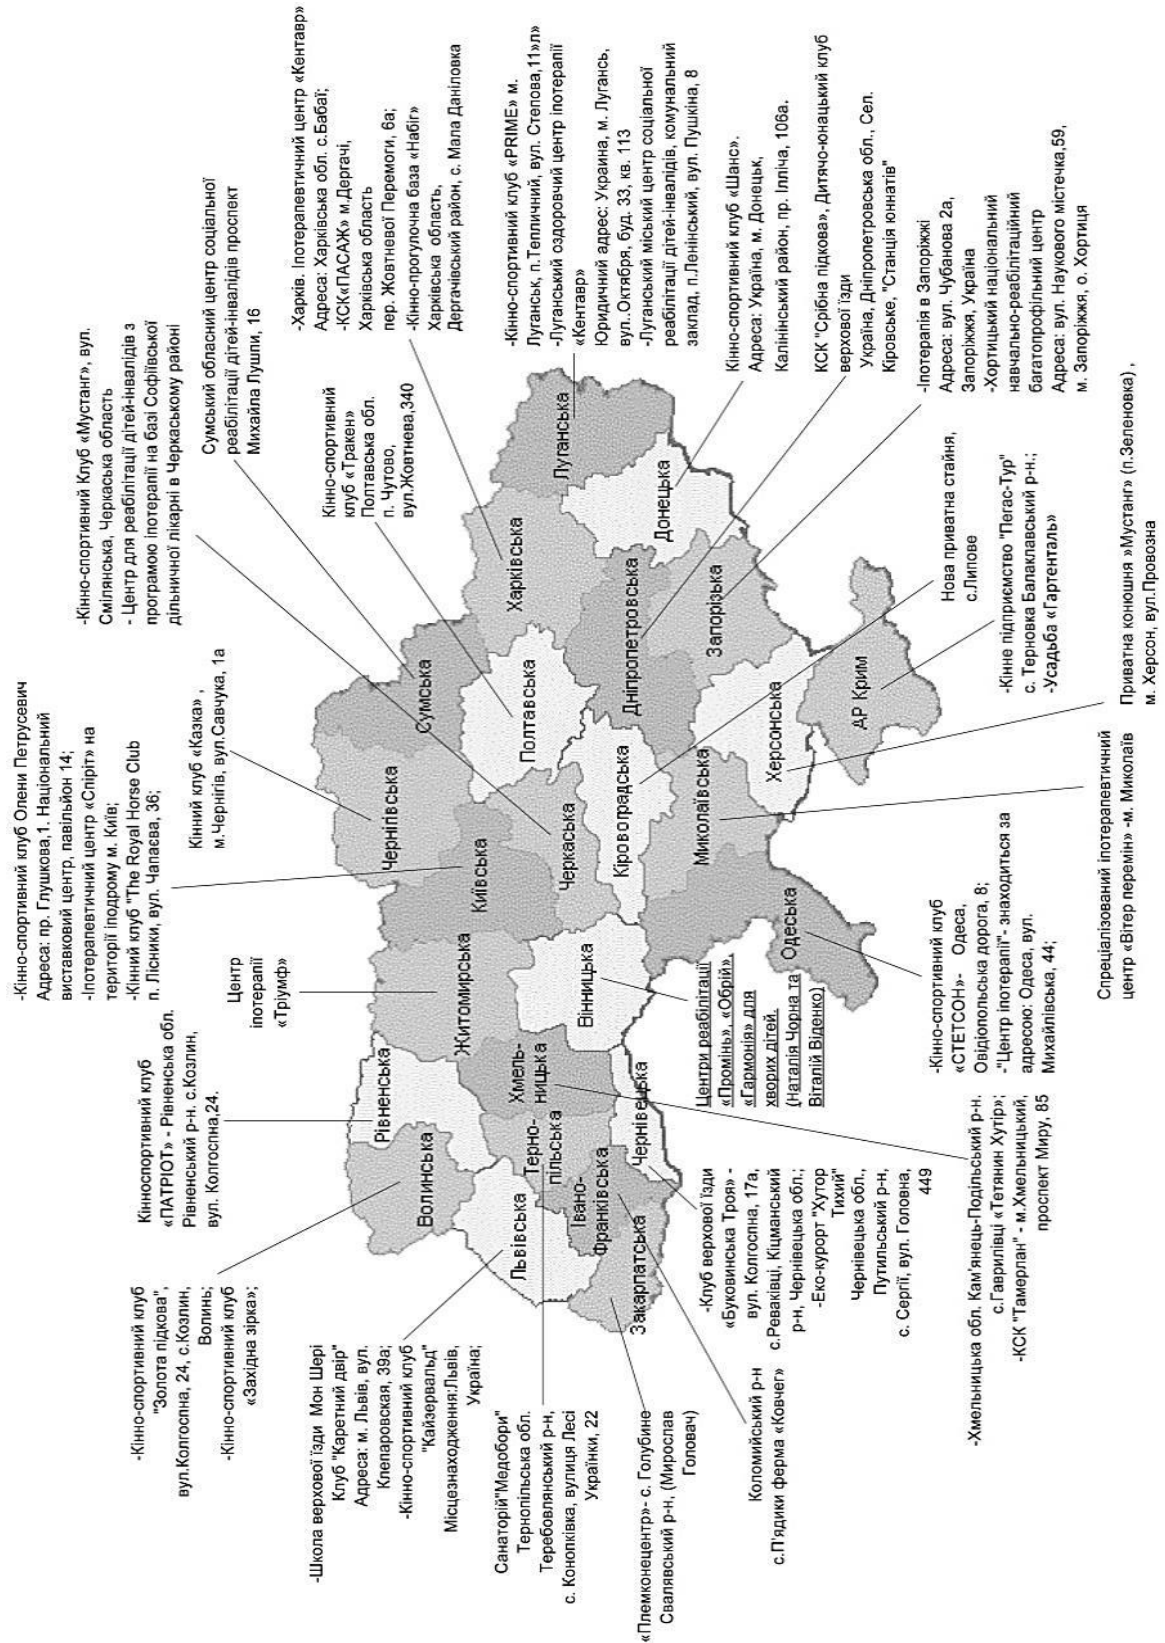 -Кінно-спортивний клуб Олени Петрусевич
Адреса: пр. Глушкова,1. Національний
виставковий центр, павільйон 14;
-Іпотерапевтичний центр «Спіріт» на
території іподрому м. Київ;
-Кінний клуб "The Royal Horse Club
п. Лісники, вул. Чапаєва, 36;
-Кінно-спортивний Клуб «Мустанг», вул.
Смілянська, Черкаська область
- Центр для реабілітації дітей-інвалідів з
програмою іпотерапії на базі Софіївської
дільничної лікарні в Черкаському районі
Кінноспортивний клуб
«ПАТРІОТ» - Рівненська обл.
Рівненський р-н. с.Козлин,
вул. Колгоспна,24.
Центр
іпотерапії
«Тріумф»
Кінний клуб «Казка» ,
м.Чернігів, вул.Савчука, 1а
Сумський обласний центр соціальної
реабілітації дітей-інвалідів проспект
Михайла Лушпи, 16
-Кінно-спортивний клуб
"Золота підкова",
вул.Колгоспна, 24, с.Козлин,
Волинь;
-Кінно-спортивний клуб
«Західна зірка»;
Кінно-спортивний
клуб «Тракен»
Полтавська обл.
п. Чутово,
вул.Жовтнева,340
-Харків. Іпотерапевтичний центр «Кентавр»
Адреса: Харківська обл. с.Бабаї;
-КСК«ПАСАЖ» м.Дергачі,
Харківська область
пер. Жовтневої Перемоги, 6а;
-Кінно-прогулочна база «Набіг»
Харківська область,
Дергачівський район, с. Мала Даніловка
-Школа верхової їзди Мон Шері
Клуб "Каретний двір"
Адреса: м. Львів, вул.
Клепаровская, 39а;
-Кінно-спортивний клуб
"Кайзервальд"
Місцезнаходження:Львів,
Україна;
Волинська
Рівненська
Житомирська
Київська
Чернігівська
Сумська
Львівська
Терно-
пільська
Хмель-
ницька
Вінницька
Черкаська
Полтавська
Харківська
Луганська
Закарпатська
Івано-
Франківська
Чернівецька
Кіровоградська
Дніпропетровська
Донецька
Одеська
Миколаївська
Запорізька
Херсонська
АР Крим
-Кінно-спортивний клуб «PRIME» м.
Луганськ, п.Тепличний, вул. Степова,11»л»
-Луганський оздоровчий центр іпотерапії
«Кентавр»
Юридичний адрес: Украина, м. Лугансь,
вул..Октября, буд. 33, кв. 113
-Луганський міський центр соціальної
реаблітації дітей-інвалідів, комунальний
заклад, п.Ленінський, вул. Пушкіна, 8
Санаторій"Медобори"
Тернопільська обл.
Теребовлянський р-н,
с. Конопківка, вулиця Лесі
Українки, 22
«Племконецентр»- с. Голубине
Свалявський р-н, (Мирослав
Головач)
Коломийський р-н
с.П'ядики ферма «Ковчег»
-Клуб верхової їзди
«Буковинська Троя» -
вул. Колгоспна, 17а,
с.Реваківці, Кіцманський
р-н, Чернівецька обл.;
-Еко-курорт "Хутор
Тихий"
Чернівецька обл.,
Путильський р-н,
с. Сергії, вул. Головна,
449
Центри реабілітації
«Промінь», «Обрій»,
«Гармонія» для
хворих дітей.
(Наталія Чорна та
Віталій Віденко)
Кінно-спортивний клуб «Шанс».
Адреса: Україна, м. Донецьк,
Калінінський район, пр. Ілліча, 106а.
КСК "Срібна підкова», Дитячо-юнацький клуб
верхової їзди
Україна, Дніпропетровська обл., Сел.
Кіровське, "Станція юннатів"
-Іпотерапія в Запоріжжі
Адреса: вул. Чубанова 2а,
Запоріжжя, Україна
-Хортицький національний
навчально-реабілітаційний
багатопрофільний центр
Адреса: вул. Наукового містечка,59,
м. Запоріжжя, о. Хортиця
Нова приватна стайня,
с.Липове
-Кінне підприємство "Пегас-Тур"
с. Терновка Балаклавський р-н.;
-Усадьба «Гартенталь»
-Кінно-спортивний клуб
«СТЕТСОН»- Одеса,
Овідіопольська дорога, 8;
-"Центр іпотерапії"- знаходиться за
адресою: Одеса, вул.
Михайлівська, 44;
-Хмельницька обл. Кам'янець-Подільський р-н.
с.Гаврилівці «Тетянин Хутір»;
-КСК "Тамерлан" - м.Хмельницький,
проспект Миру, 85
Спреціалізований іпотерапевтичний
центр «Вітер перемін» -м. Миколаїв
Приватна конюшня »Мустанг» (п.Зеленовка) ,
м. Херсон, вул.Провозна